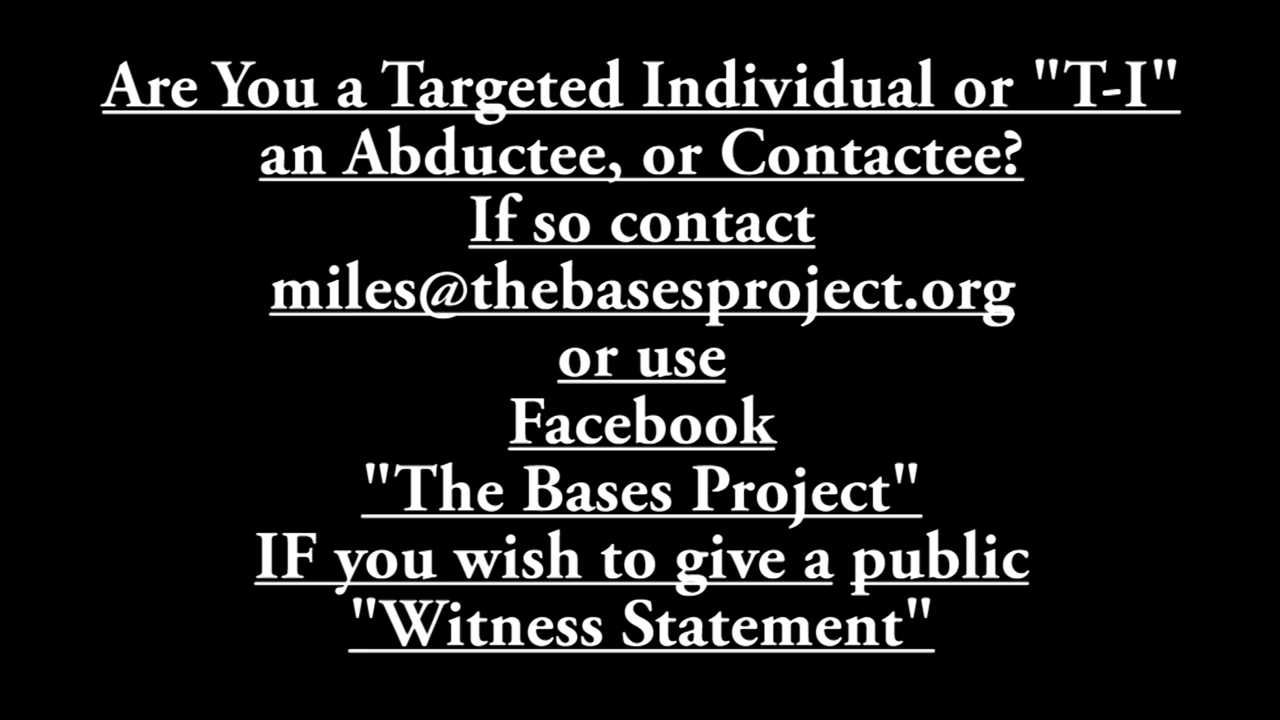 Are You a Targeted Individual or "T-I"
an Abductee, or Contactee?
If so contact
miles@thebasesproject.org
or use
Facebook
"The Bases Project"
IF you wish to give a public
"Witness Statement"